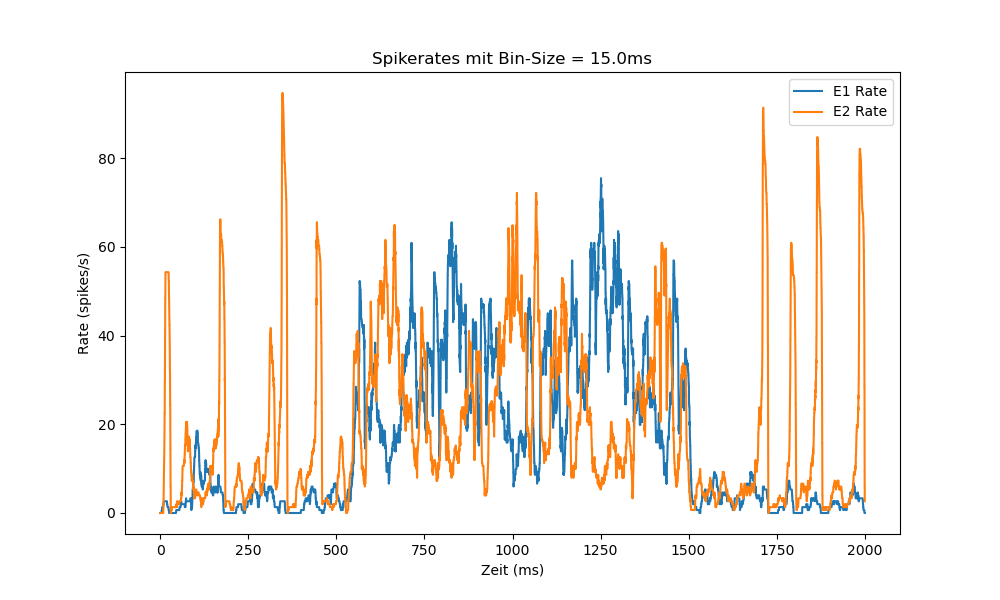 Spikerates mit Bin-Size = 15.0ms
E1 Rate
E2 Rate
80
60
40
20
0
Rate (spikes/s)
0 250 500 750 1000 1250 1500 1750 2000
Zeit (ms)